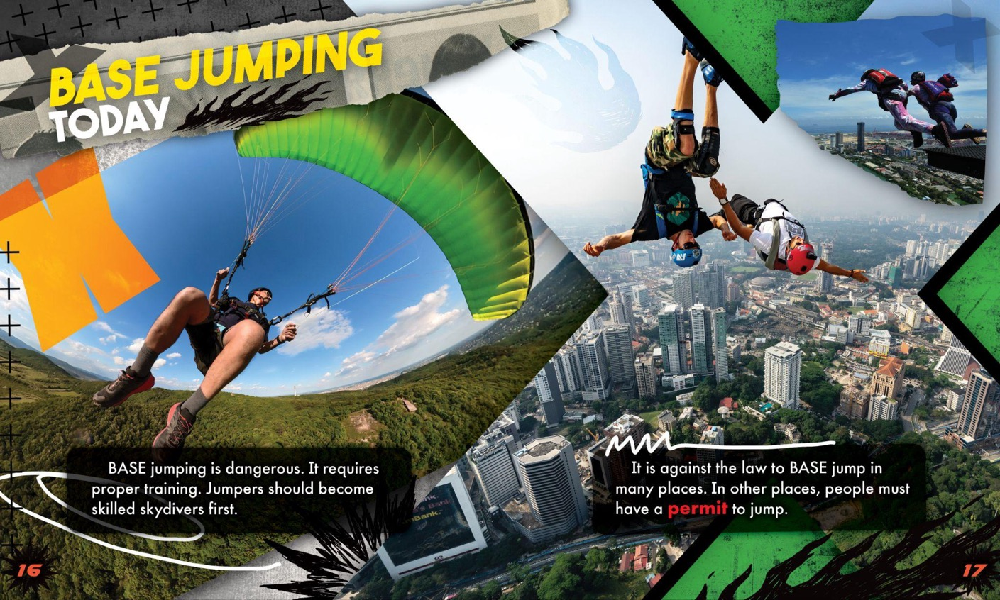 BASE JUMPING
TODAY
BASE jumping is dangerous. It requires
proper training. Jumpers should become
skilled skydivers first.
Bank.
16
It is against the law to BASE jump in
many places. In other places, people must
have a permit to jump.
17